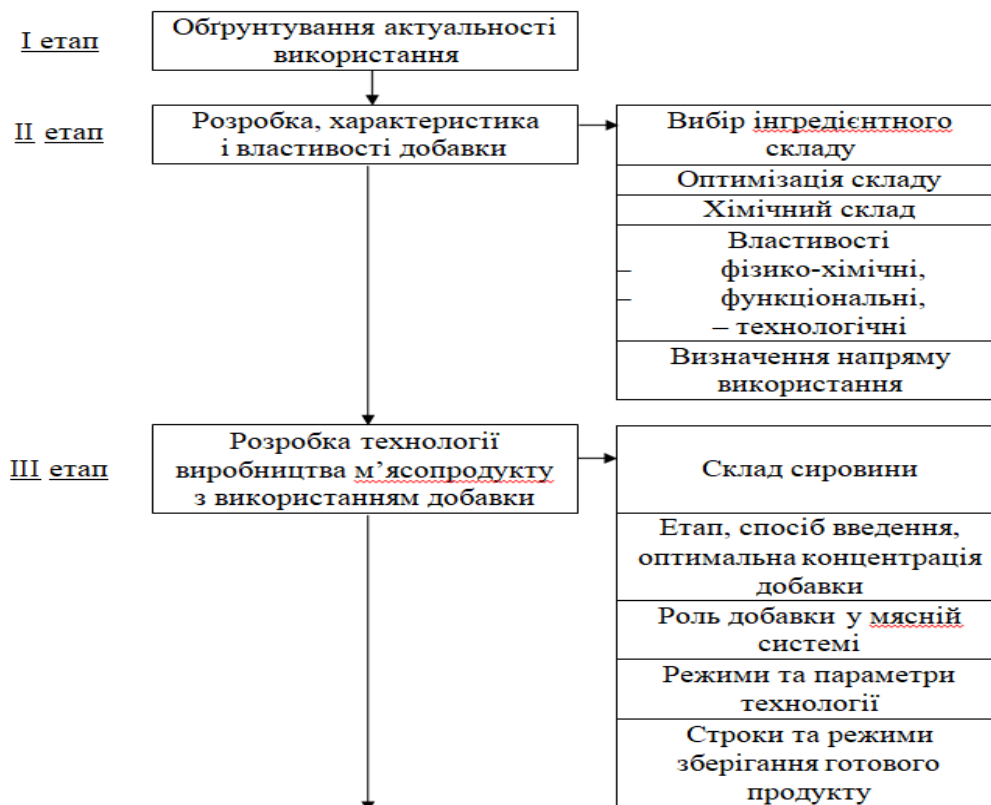 І етап
Обґрунтування актуальності
використання
ІІ етап
Розробка, характеристика
і властивості добавки
Вибір інгредієнтного
складу
Оптимізація складу
Хімічний склад
Властивості
– фізико-хімічні,
– функціональні,
– технологічні
Визначення напряму
використання
ІІІ етап
Розробка технології
виробництва м’ясопродукту
з використанням добавки
Склад сировини
Етап, спосіб введення,
оптимальна концентрація
добавки
Роль добавки у мясній
системі
Режими та параметри
технології
Строки та режими
зберігання готового
продукту